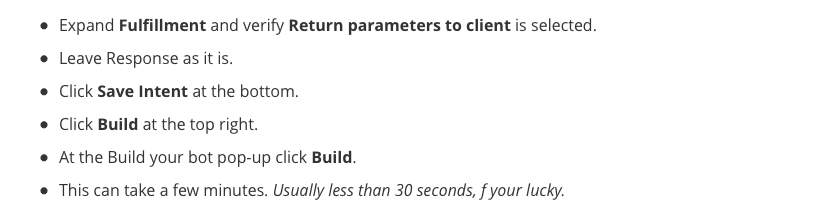 Expand Fulfillment and verify Return parameters to client is selected.
Leave Response as it is.
Click Save Intent at the bottom.
Click Build at the top right.
At the Build your bot pop-up click Build.
This can take a few minutes. Usually less than 30 seconds, f your lucky.